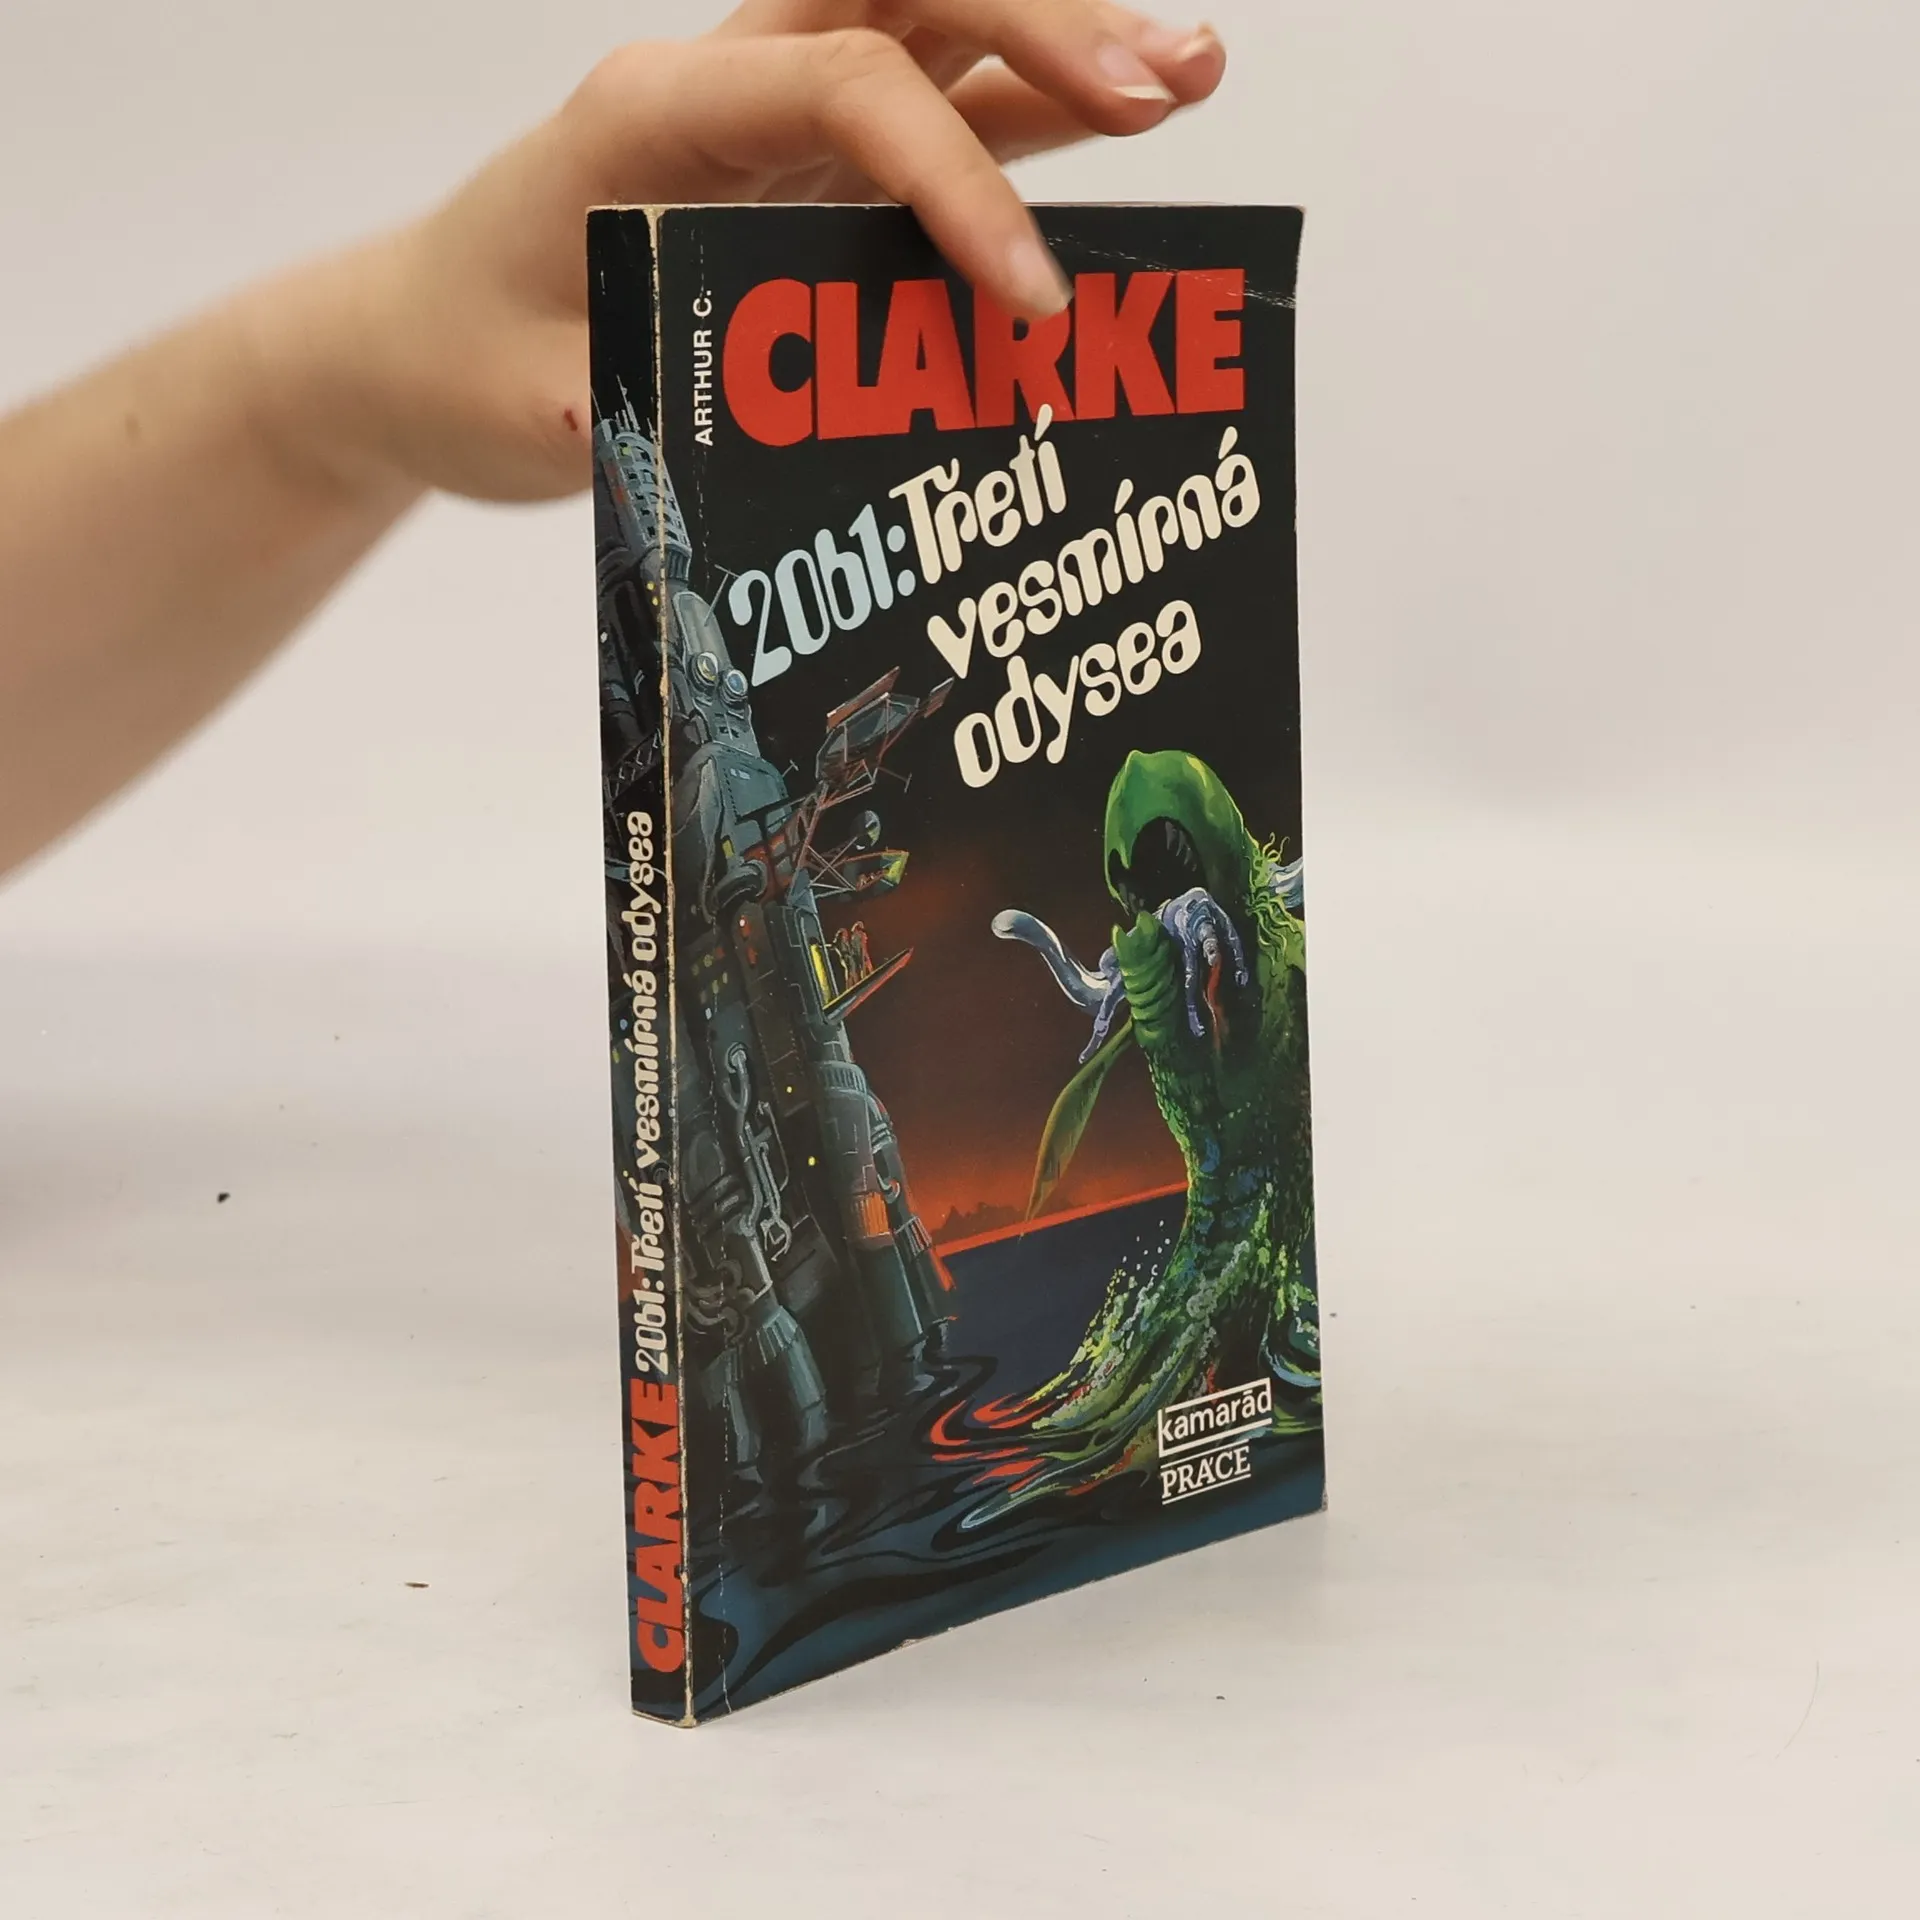 ARTHUR C.
CLARKE
2061: Třetí
vesmírná
odysea
kamarád
PRÁCE
CLARKE 2061: Třetí vesmírná odysea